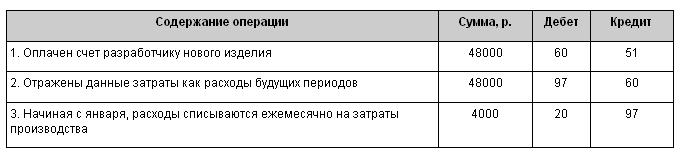 Содержание операции Сумма, р. Дебет Кредит
1. Оплачен счет разработчику нового изделия 48000 60 51
2. Отражены данные затраты как расходы будущих периодов 48000 97 60
3. Начиная с января, расходы списываются ежемесячно на затраты 4000 20 97
производства